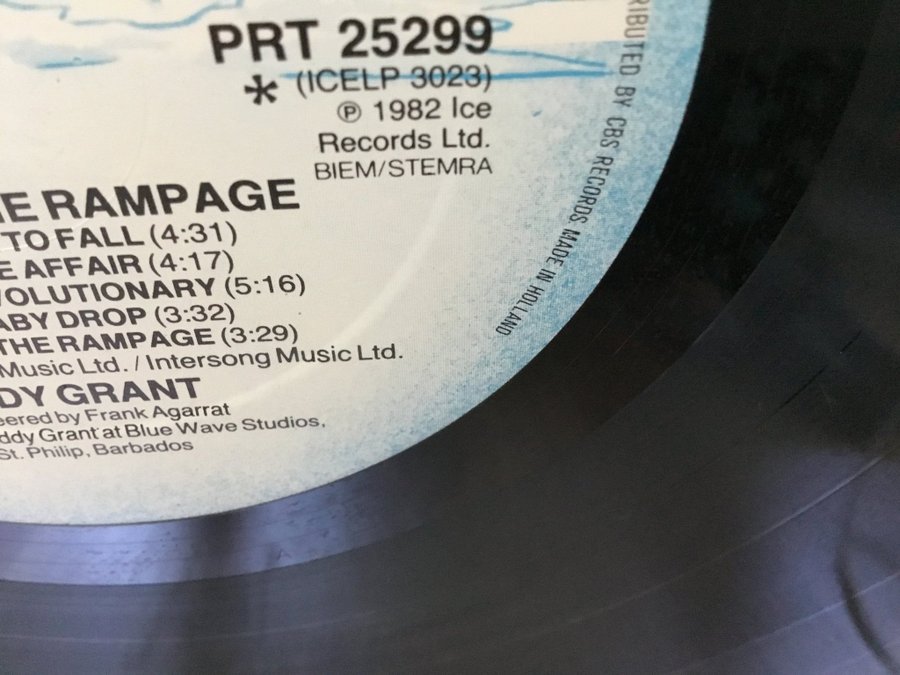 PRT 25299
* (ICELP 3023)
℗ 1982 Ice
Records Ltd.
BIEM/STEMRA
RAMPAGE
TO FALL (4:31)
AFFAIR (4:17)
VOLUTIONARY (5:16)
ABY DROP (3:32)
THE RAMPAGE (3:29)
Music Ltd. / Intersong Music Ltd.
DY GRANT
eered by Frank Agarrat
ddy Grant at Blue Wave Studios,
St. Philip, Barbados
RIBUTED BY CBS RECORDS. MADE IN HOLLAND